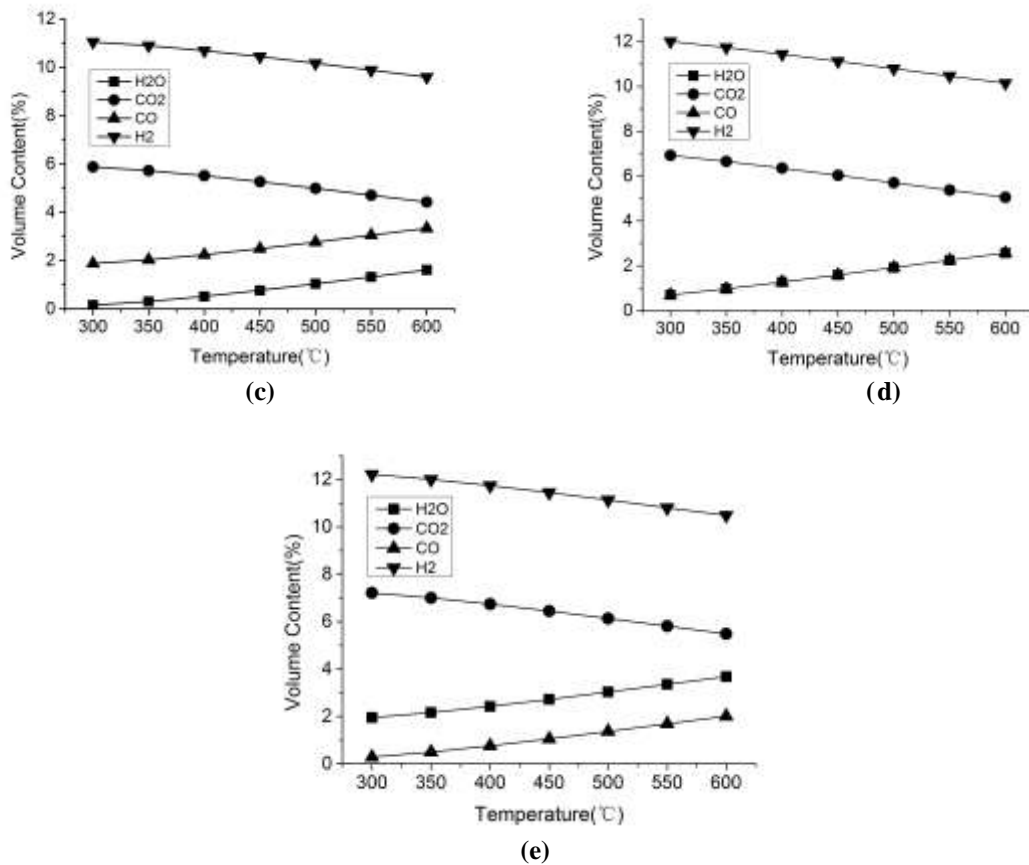 12
10
8
6
4
2
0
Volume Content(%)
H2O
CO2
CO
H2
300 350 400 450 500 550 600
Temperature(℃)
(c)
12
10
8
6
4
2
0
Volume Content(%)
H2O
CO2
CO
H2
300 350 400 450 500 550 600
Temperature(℃)
(d)
12
10
8
6
4
2
0
Volume Content(%)
H2O
CO2
CO
H2
300 350 400 450 500 550 600
Temperature(℃)
(e)